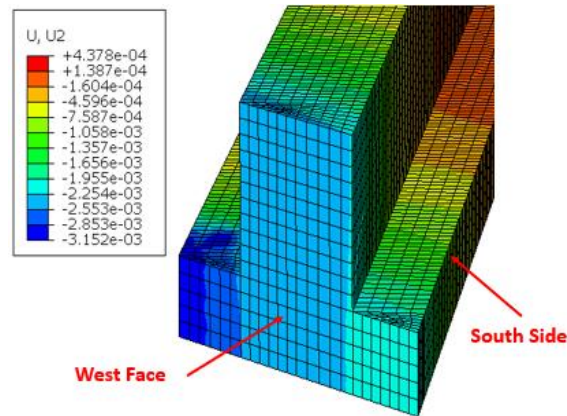 U, U2
+4.378e-04
+1.387e-04
-1.604e-04
-4.596e-04
-7.587e-04
-1.058e-03
-1.357e-03
-1.656e-03
-1.955e-03
-2.254e-03
-2.553e-03
-2.853e-03
-3.152e-03
South Side
West Face